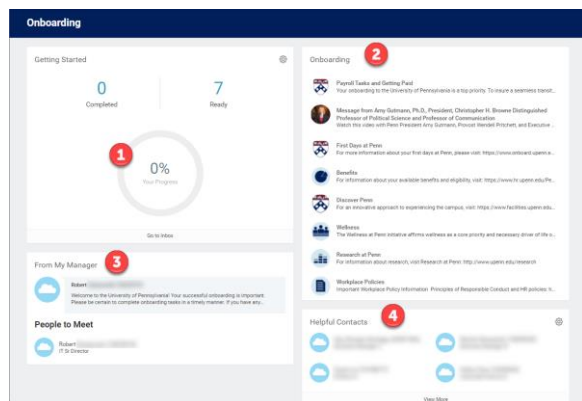 Onboarding
Getting Started
0
Completed
7
Ready
1
0%
Your Progress
Go to Inbox
From My Manager
3
Robert
Welcome to the University of Pennsylvania! Your successful onboarding is important.
Please be certain to complete onboarding tasks in a timely manner. If you have any...
People to Meet
Robert
IT Sr Director
Onboarding
2
Payroll Tasks and Getting Paid
Your onboarding to the University of Pennsylvania is a top priority. To insure a seamless transit...
Message from Amy Gutmann, Ph.D., President, Christopher H. Browne Distinguished
Professor of Political Science and Professor of Communication
Watch this video with Penn President Amy Gutmann, Provost Wendell Pritchett, and Executive ...
First Days at Penn
For more information about your first days at Penn, please visit: https://www.onboard.upenn.e...
Benefits
For information about your available benefits and eligibility, visit: https://www.hr.upenn.edu/Pe...
Discover Penn
For an innovative approach to experiencing the campus, visit: https://www.facilities.upenn.edu...
Wellness
The Wellness at Penn initiative affirms wellness as a core priority and necessary driver of life o...
Research at Penn
For information about research, visit Research at Penn: http://www.upenn.edu/research
Workplace Policies
Important Workplace Policy Information Principles of Responsible Conduct and HR policies: h...
Helpful Contacts
4
View More